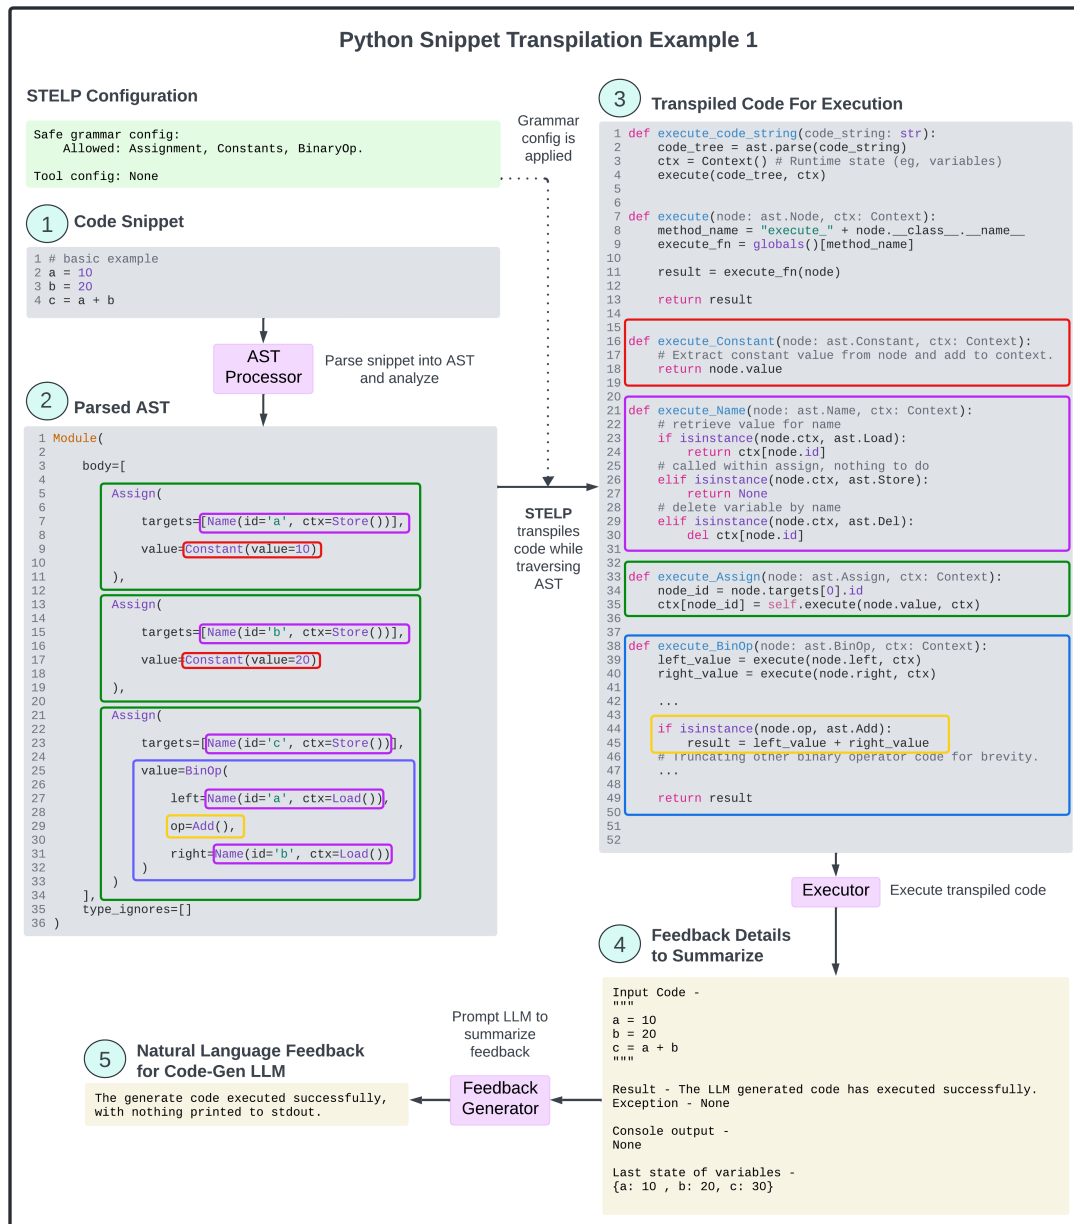 Python Snippet Transpilation Example 1
STELP Configuration
Safe grammar config:
    Allowed: Assignment, Constants, BinaryOp.
Tool config: None
Grammar
config is
applied
1
Code Snippet
1 # basic example
2 a = 10
3 b = 20
4 c = a + b
AST
Processor
Parse snippet into AST
and analyze
2
Parsed AST
1 Module(
2
3     body=[
4
5         Assign(
6
7             targets=[Name(id='a', ctx=Store())],
8
9             value=Constant(value=10)
10
11         ),
12
13         Assign(
14
15             targets=[Name(id='b', ctx=Store())],
16
17             value=Constant(value=20)
18
19         ),
20
21         Assign(
22
23             targets=[Name(id='c', ctx=Store())],
24
25             value=BinOp(
26
27                 left=Name(id='a', ctx=Load()),
28
29                 op=Add(),
30
31                 right=Name(id='b', ctx=Load())
32             )
33         )
34     ],
35     type_ignores=[]
36 )
STELP
transpiles
code while
traversing
AST
3
Transpiled Code For Execution
1 def execute_code_string(code_string: str):
2     code_tree = ast.parse(code_string)
3     ctx = Context() # Runtime state (eg, variables)
4     execute(code_tree, ctx)
5
6
7 def execute(node: ast.Node, ctx: Context):
8     method_name = "execute_" + node.__class__.__name__
9     execute_fn = globals()[method_name]
10
11     result = execute_fn(node)
12
13     return result
14
15
16 def execute_Constant(node: ast.Constant, ctx: Context):
17     # Extract constant value from node and add to context.
18     return node.value
19
20
21 def execute_Name(node: ast.Name, ctx: Context):
22     # retrieve value for name
23     if isinstance(node.ctx, ast.Load):
24         return ctx[node.id]
25     # called within assign, nothing to do
26     elif isinstance(node.ctx, ast.Store):
27         return None
28     # delete variable by name
29     elif isinstance(node.ctx, ast.Del):
30         del ctx[node.id]
31
32
33 def execute_Assign(node: ast.Assign, ctx: Context):
34     node_id = node.targets[0].id
35     ctx[node_id] = self.execute(node.value, ctx)
36
37
38 def execute_BinOp(node: ast.BinOp, ctx: Context):
39     left_value = execute(node.left, ctx)
40     right_value = execute(node.right, ctx)
41
42     ...
43
44     if isinstance(node.op, ast.Add):
45         result = left_value + right_value
46     # Truncating other binary operator code for brevity.
47     ...
48
49     return result
50
51
52
Executor
Execute transpiled code
4
Feedback Details
to Summarize
Input Code -
"""
a = 10
b = 20
c = a + b
"""
Result - The LLM generated code has executed successfully.
Exception - None
Console output -
None
Last state of variables -
{a: 10 , b: 20, c: 30}
Prompt LLM to
summarize
feedback
Feedback
Generator
5
Natural Language Feedback
for Code-Gen LLM
The generate code executed successfully,
with nothing printed to stdout.